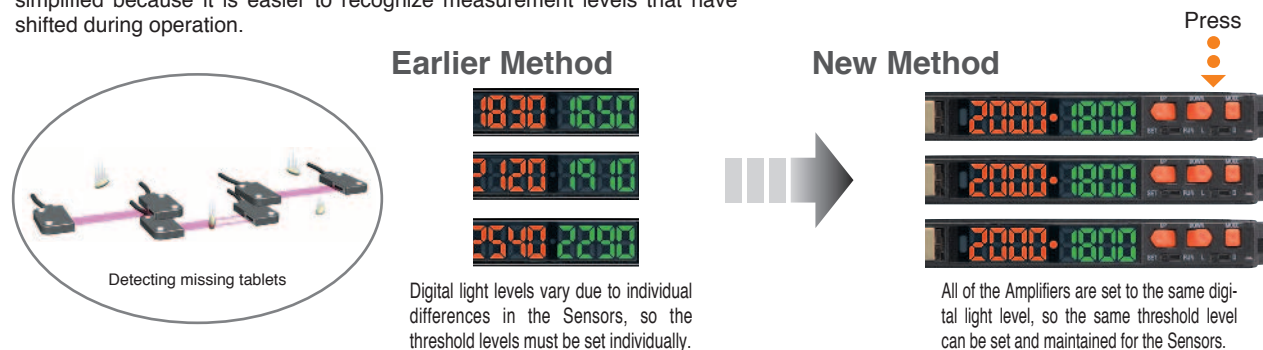 simplified because it is easier to recognize measurement levels that have
shifted during operation.
Press
Earlier Method
New Method
1830 1650
2120 1910
2540 2290
2000 1800
2000 1800
2000 1800
Detecting missing tablets
Digital light levels vary due to individual
differences in the Sensors, so the
threshold levels must be set individually.
All of the Amplifiers are set to the same digi-
tal light level, so the same threshold level
can be set and maintained for the Sensors.